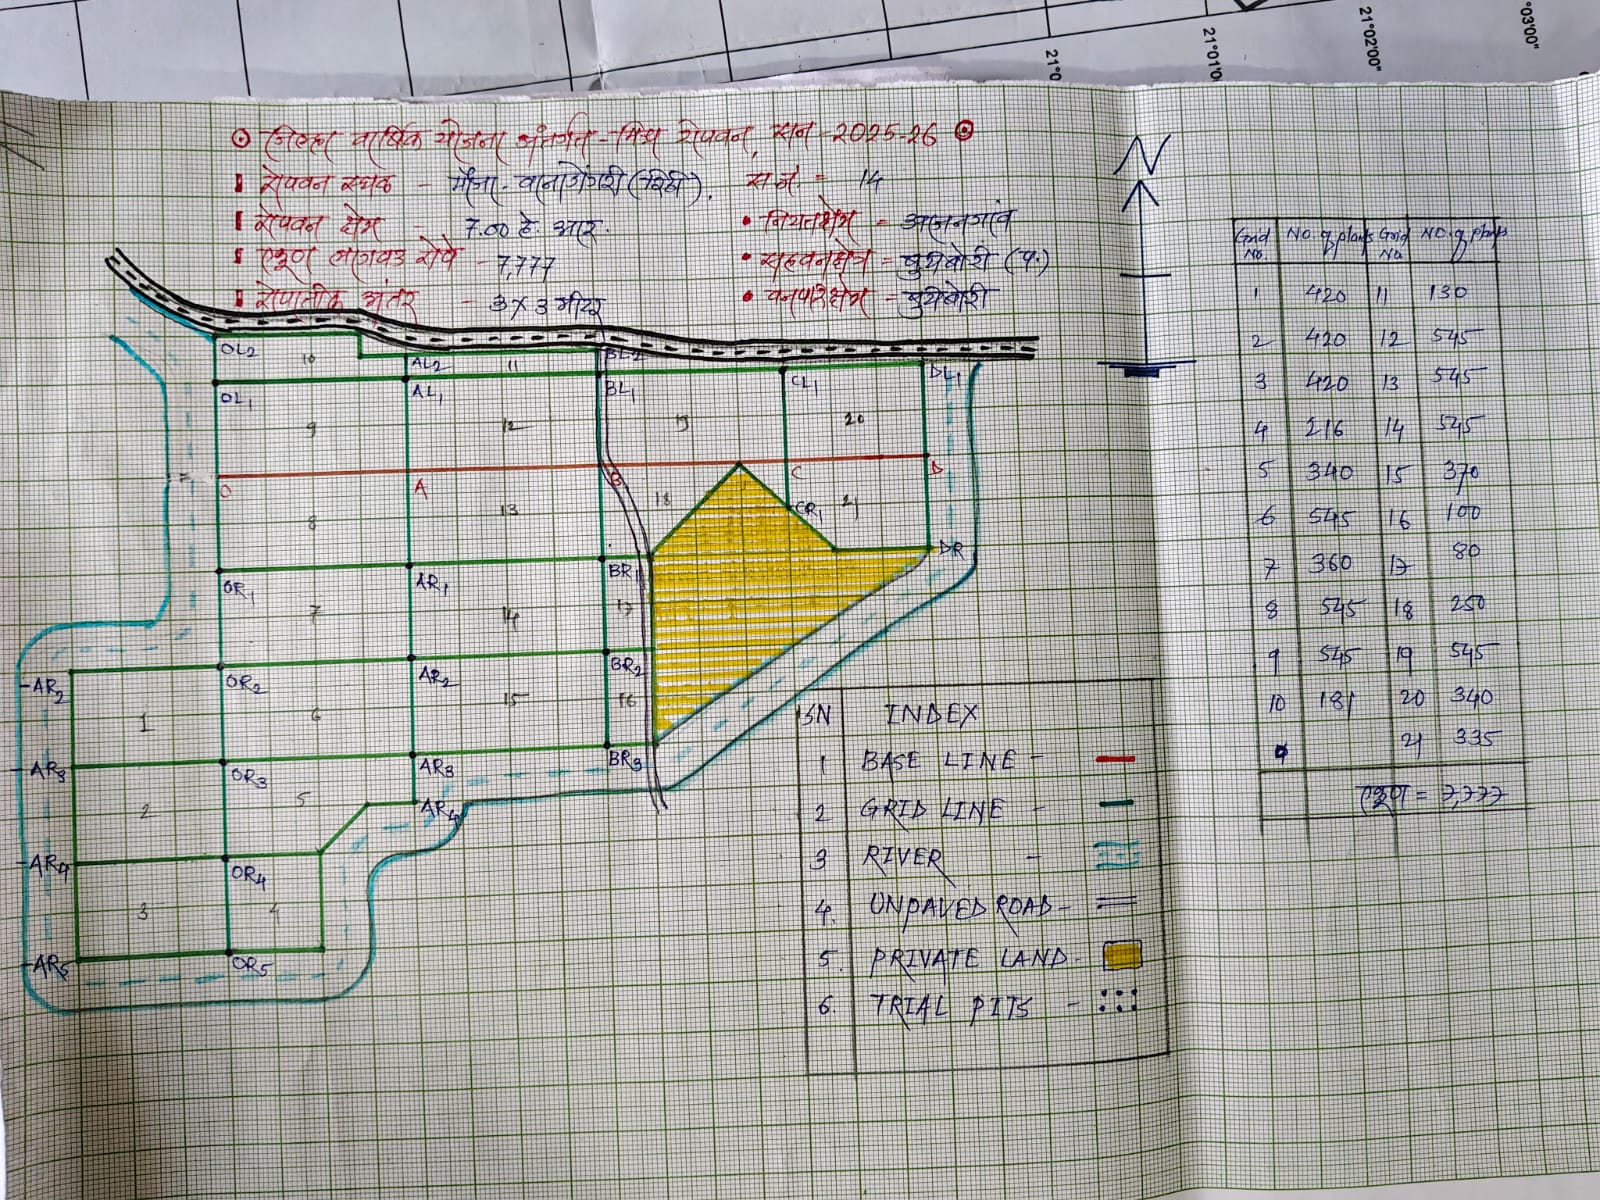 21°0
21°01'0
21°02'00"
°03'00"
जिल्हा वार्षिक योजना अंतर्गत - मिश्र रोपवन, सन - 2025-26
रोपवन स्थळ - मौजा. वानाडोंगरी
स.नं. = 14
रोपवन क्षेत्र - 7.00 हे. आर.
• नियतक्षेत्र = आजनगांव
एकूण लागवड रोपे - 7,777
• सहवनक्षेत्र = बुटीबोरी (प.)
रोपातील अंतर - 3 x 3 मीटर
• वनपरिक्षेत्र - बुटीबोरी
N
OL2 10 AL2 11 BL2
OL1 AL1 BL1 CL1 DL1
9 12 19 20
O A B C D
8 13 18 CR1 21
OR1 AR1 BR1 DR
7 14 17
-AR2 OR2 AR2 BR2
1 6 15 16
-AR3 OR3 AR3 BR3
2 5 AR4
-AR4 OR4
3 4
-AR5 OR5
SN INDEX
1 BASE LINE -
2 GRID LINE -
3 RIVER -
4. UNPAVED ROAD -
5. PRIVATE LAND -
6. TRIAL PITS -
Grid No. No. of plants Grid No. NO. of plants
1 420 11 130
2 420 12 545
3 420 13 545
4 216 14 545
5 340 15 370
6 545 16 100
7 360 17 80
8 545 18 250
9 545 19 545
10 181 20 340
21 335
एकूण = 7,777